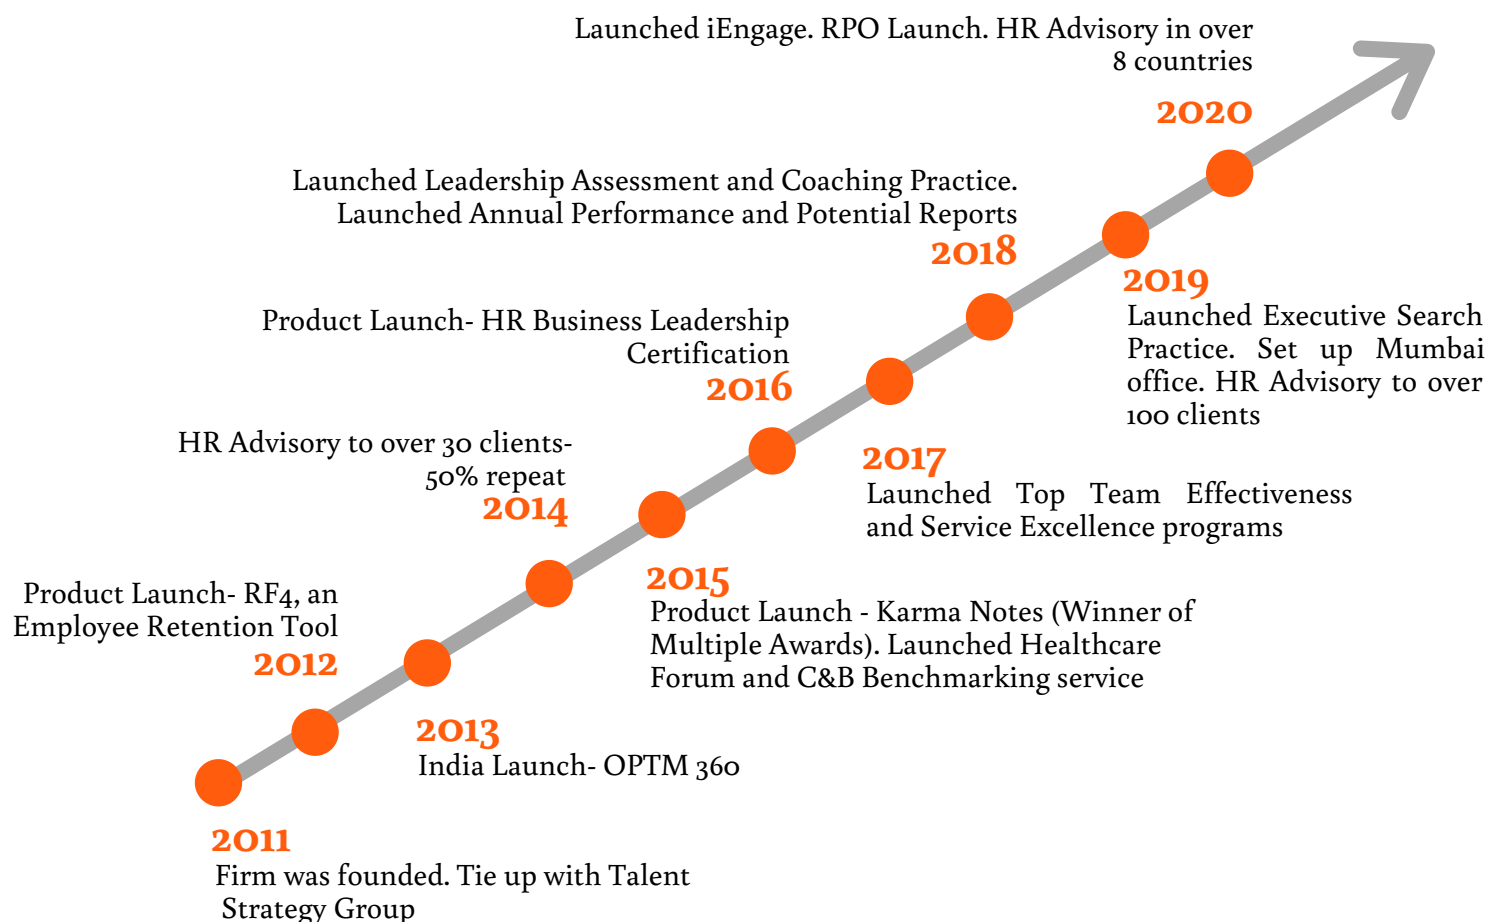 Launched iEngage. RPO Launch. HR Advisory in over
8 countries
2020
Launched Leadership Assessment and Coaching Practice.
Launched Annual Performance and Potential Reports
2018
2019
Launched Executive Search
Practice. Set up Mumbai
office. HR Advisory to over
100 clients
Product Launch- HR Business Leadership
Certification
2016
2017
Launched Top Team Effectiveness
and Service Excellence programs
HR Advisory to over 30 clients-
50% repeat
2014
2015
Product Launch - Karma Notes (Winner of
Multiple Awards). Launched Healthcare
Forum and C&B Benchmarking service
Product Launch- RF4, an
Employee Retention Tool
2012
2013
India Launch- OPTM 360
2011
Firm was founded. Tie up with Talent
Strategy Group